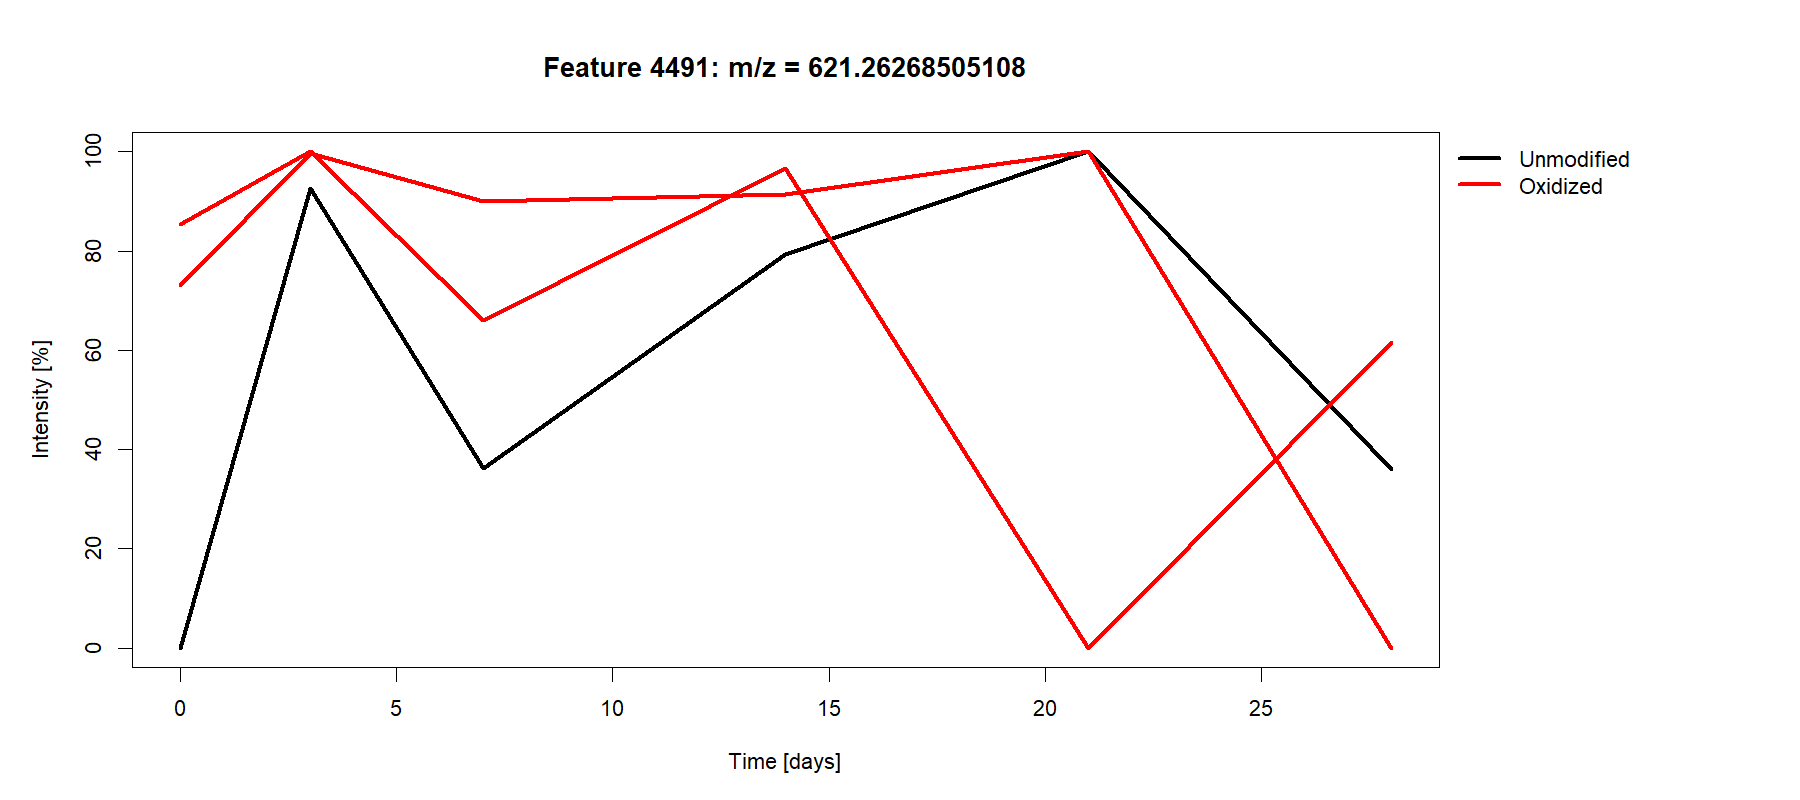 Feature 4491: m/z = 621.26268505108
Unmodified
Oxidized
Intensity [%]
100
80
60
40
20
0
0 5 10 15 20 25
Time [days]